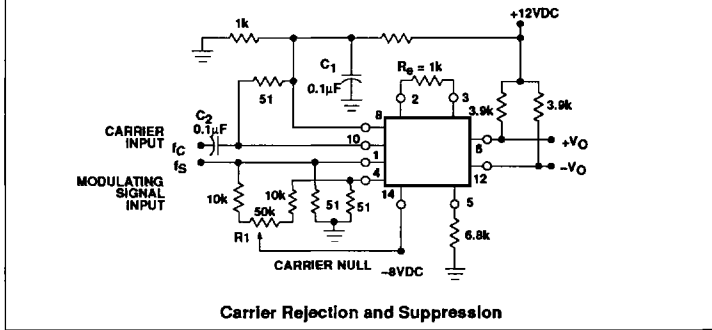 +12VDC
1k
C1
0.1µF
Re = 1k
51
2
3
3.9k
3.9k
C2
0.1µF
8
CARRIER
INPUT
fC
10
6
+VO
fS
1
MODULATING
SIGNAL
INPUT
4
12
–VO
10k
10k
14
5
50k
51
51
R1
6.8k
CARRIER NULL
–8VDC
Carrier Rejection and Suppression